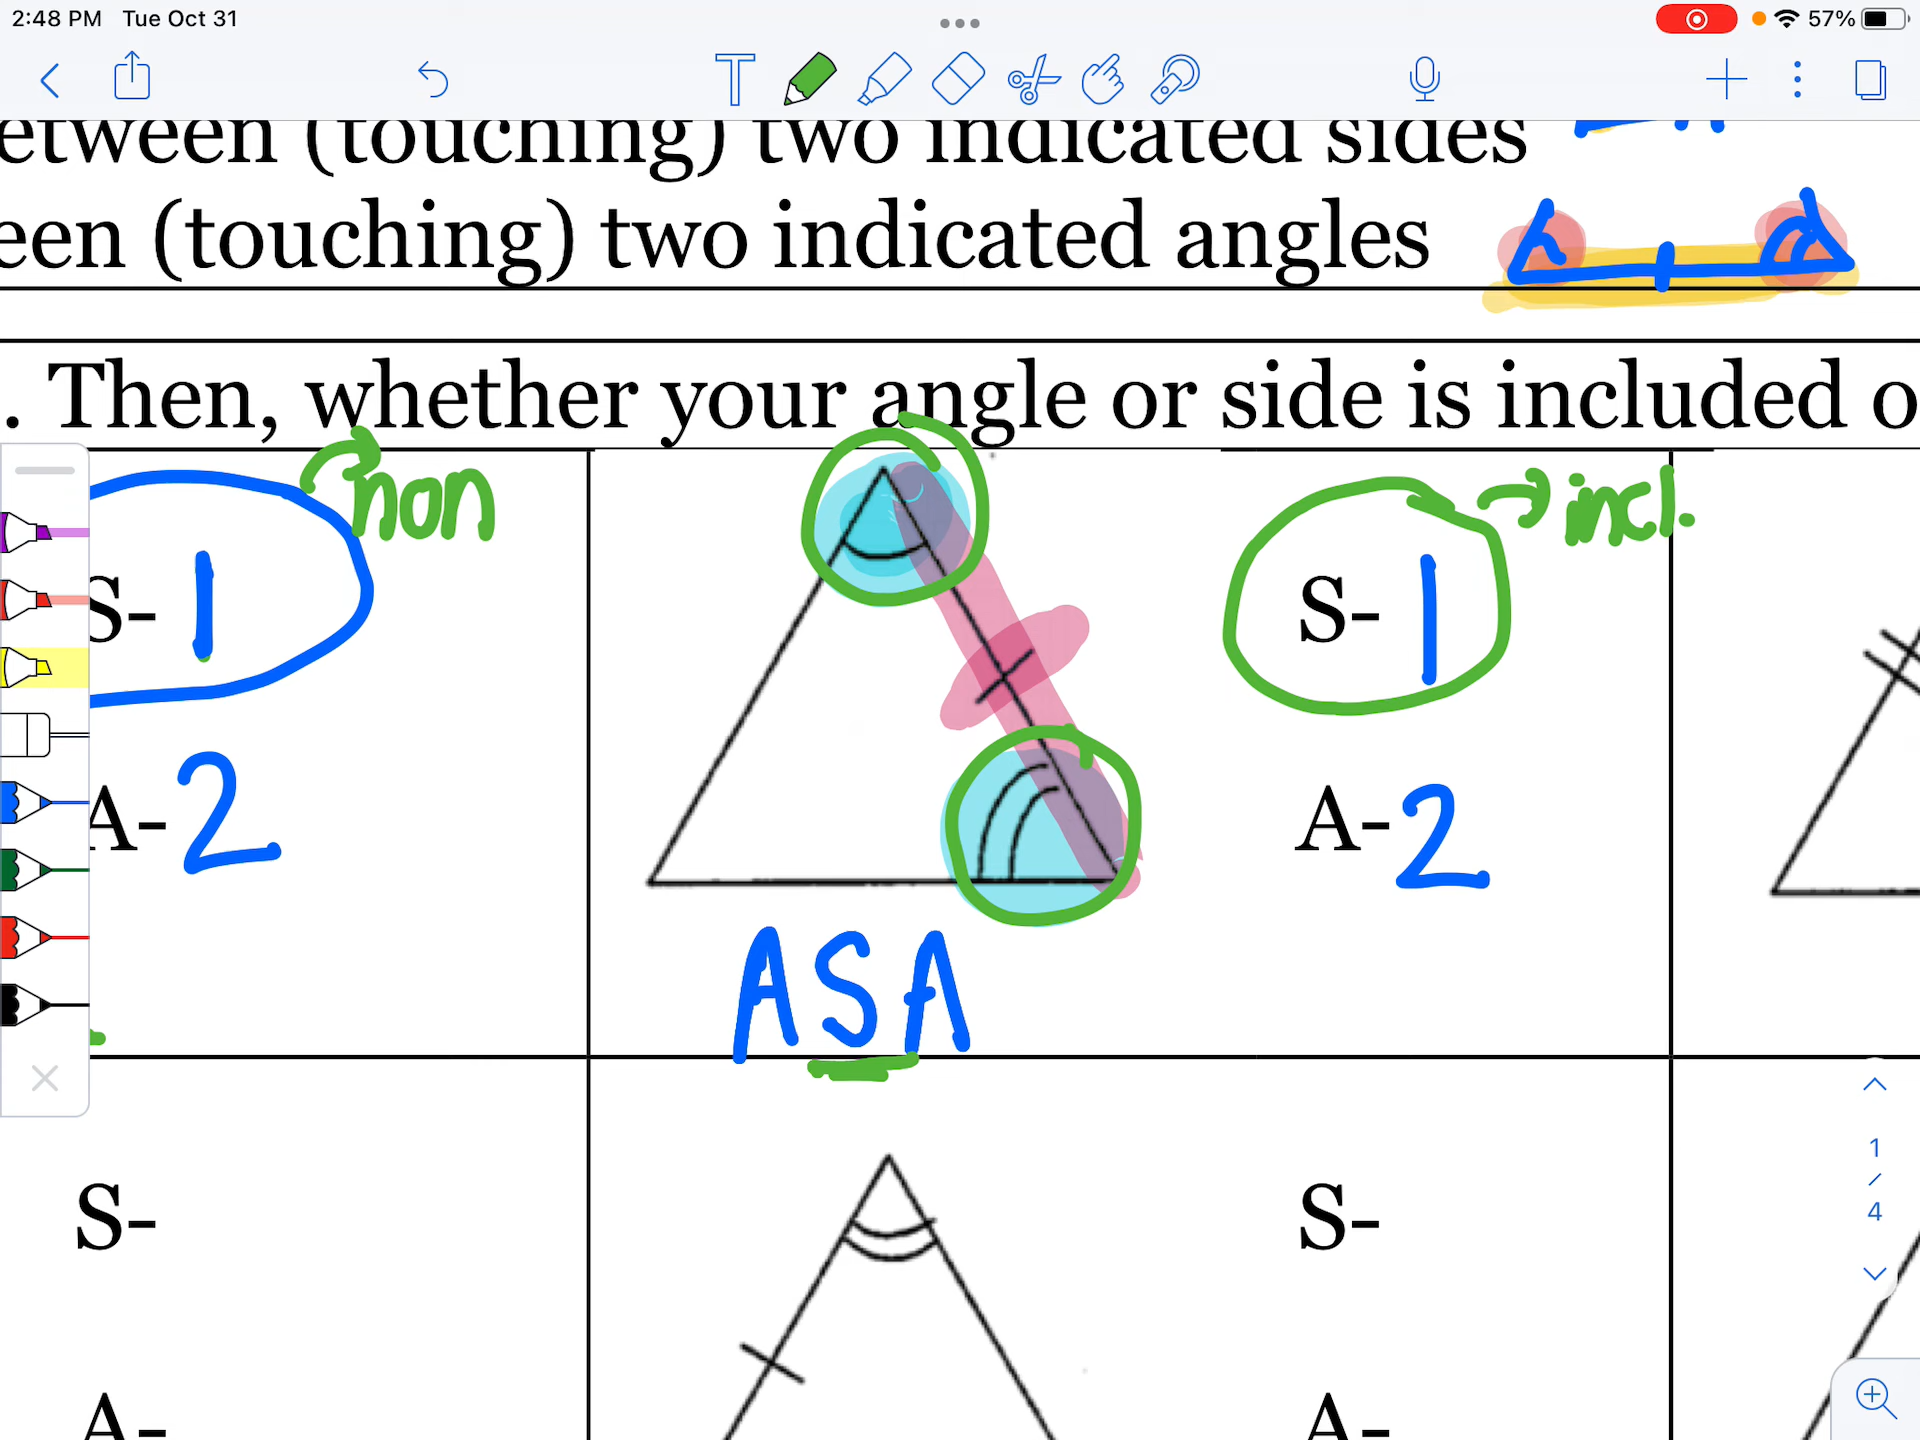 2:48 PM Tue Oct 31
57%
T
etween (touching) two indicated sides
een (touching) two indicated angles
. Then, whether your angle or side is included o
non
incl.
S- 1
S- 1
A- 2
A- 2
ASA
1
/
4
S-
S-
A-
A-